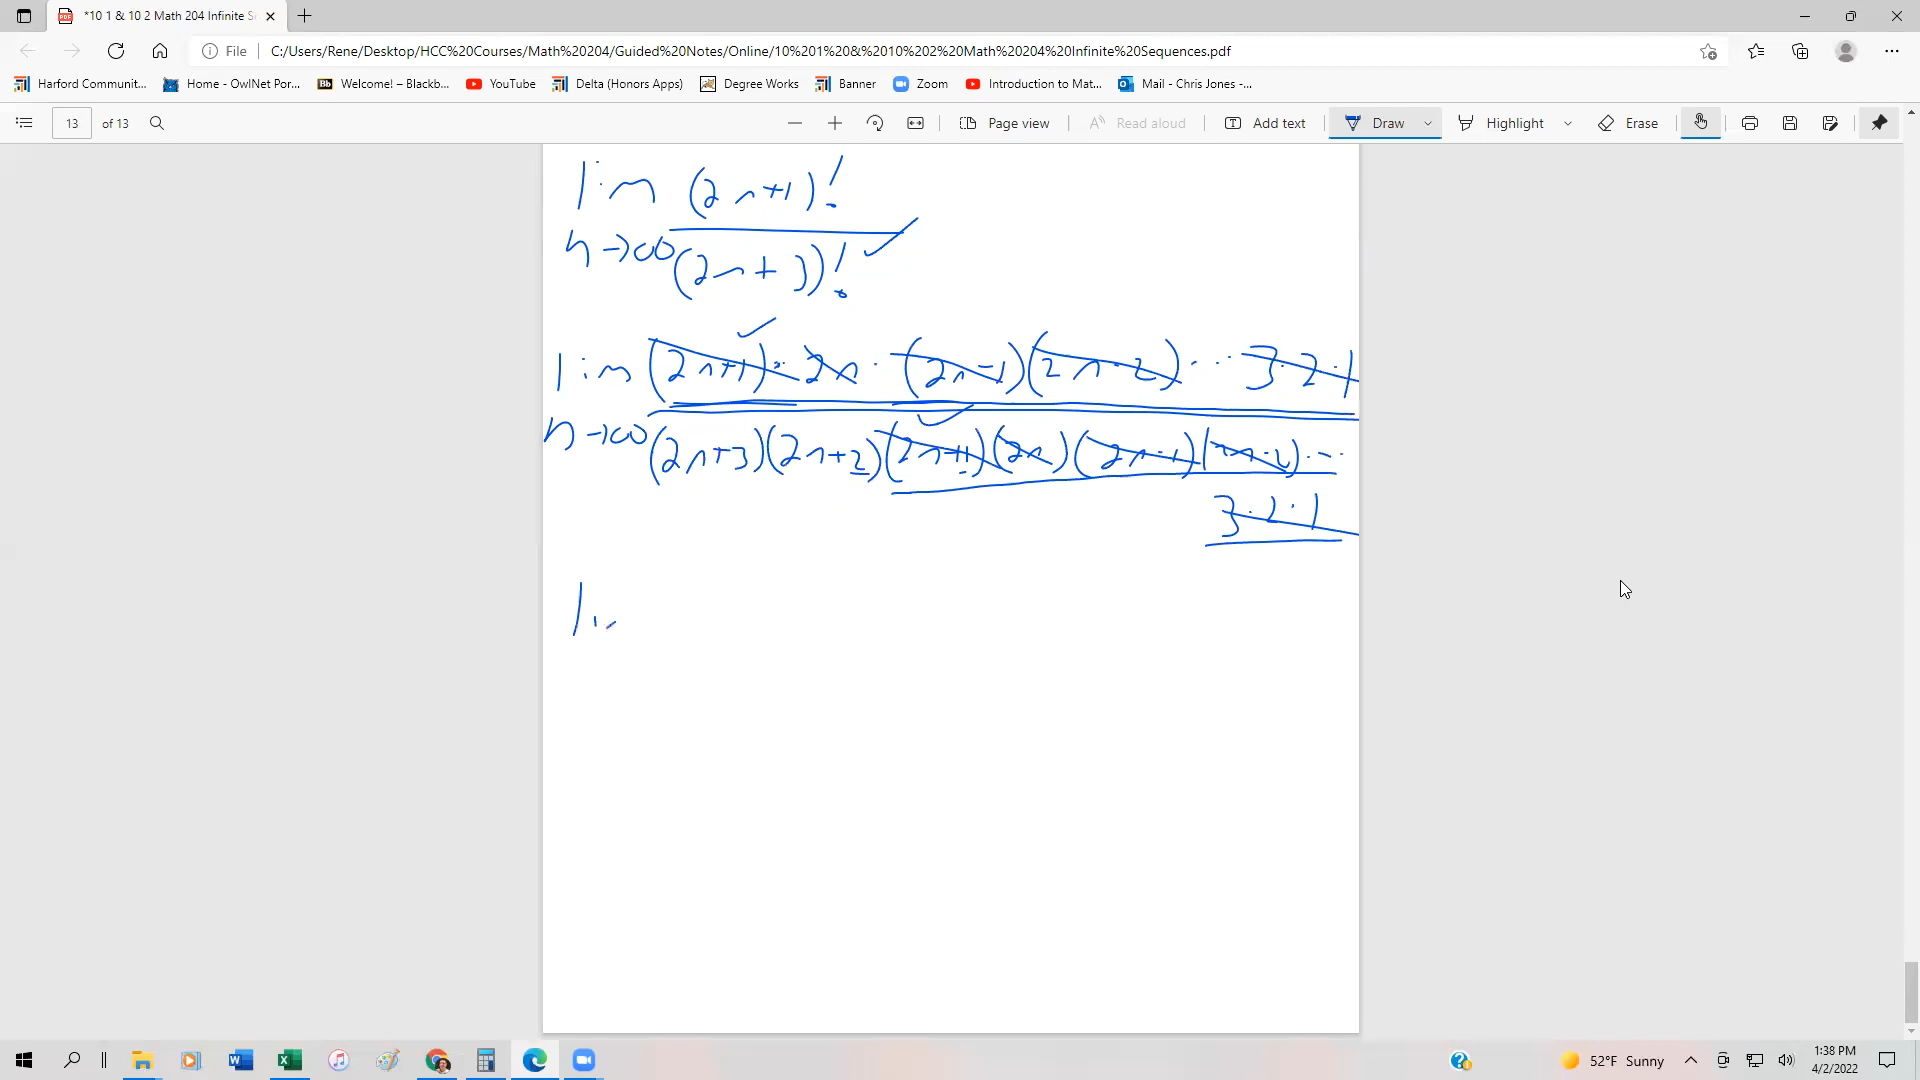 *10 1 & 10 2 Math 204 Infinite S
File C:/Users/Rene/Desktop/HCC%20Courses/Math%20204/Guided%20Notes/Online/10%201%20&%2010%202%20Math%20204%20Infinite%20Sequences.pdf
Harford Communit... Home - OwlNet Por... Bb Welcome! – Blackb... YouTube Delta (Honors Apps) Degree Works Banner Zoom Introduction to Mat... Mail - Chris Jones -...
13 of 13 Page view Read aloud Add text Draw Highlight Erase
lim (2n+1)!
n→∞ (2n+3)!
lim (2n+1)·2n·(2n-1)(2n-2)···3·2·1
n→∞ (2n+3)(2n+2)(2n+1)(2n)(2n-1)(2n-2)···
3·2·1
52°F Sunny 1:38 PM
4/2/2022